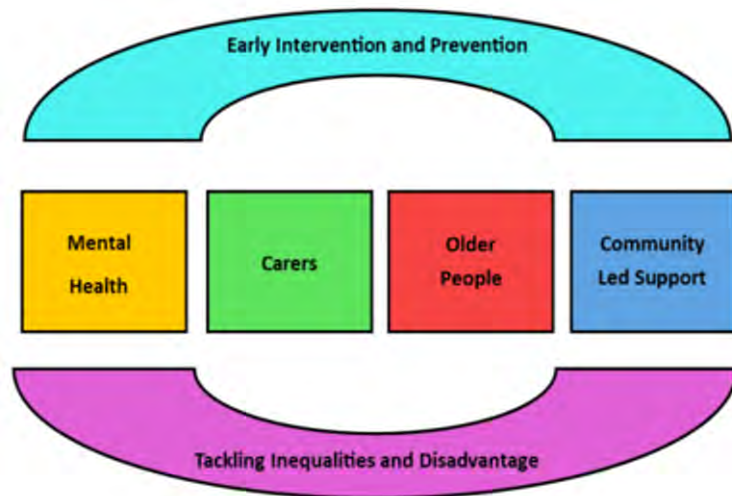 Early Intervention and Prevention
Mental
Health
Carers
Older
People
Community
Led Support
Tackling Inequalities and Disadvantage